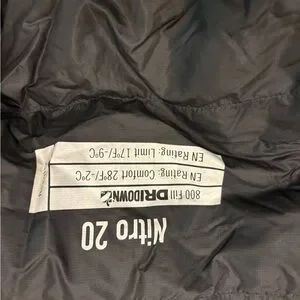 Nitro 20
800 Fill DRIDOWN
EN Rating: Comfort 28°F/-2°C
EN Rating: Limit 17°F/-9°C